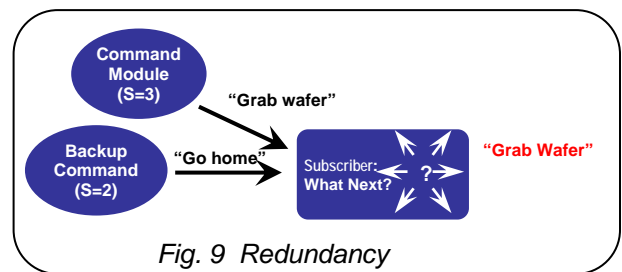 Command
Module
(S=3)
“Grab wafer”
Backup
Command
(S=2)
“Go home”
Subscriber:
What Next?
?
“Grab Wafer”
Fig. 9 Redundancy